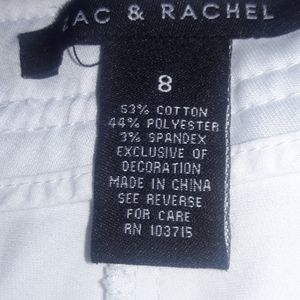 ZAC & RACHEL
8
53% COTTON
44% POLYESTER
3% SPANDEX
EXCLUSIVE OF
DECORATION
MADE IN CHINA
SEE REVERSE
FOR CARE
RN 103715